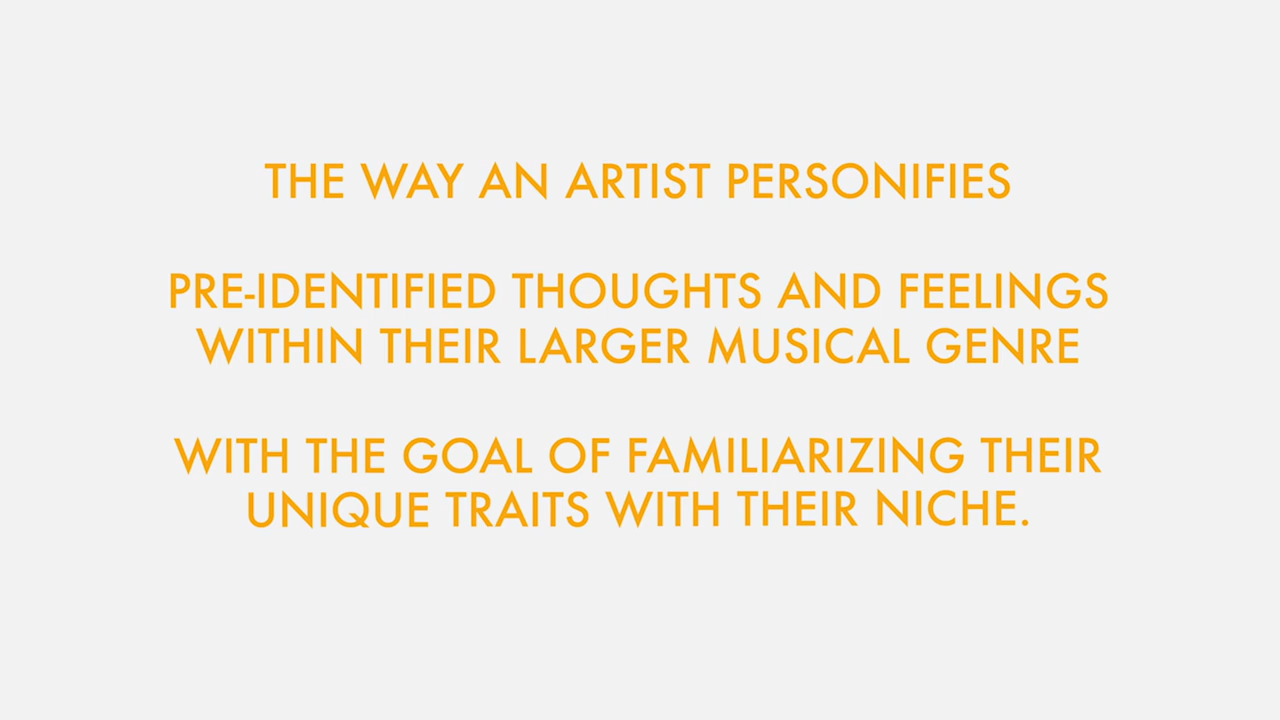 THE WAY AN ARTIST PERSONIFIES
PRE-IDENTIFIED THOUGHTS AND FEELINGS
WITHIN THEIR LARGER MUSICAL GENRE
WITH THE GOAL OF FAMILIARIZING THEIR
UNIQUE TRAITS WITH THEIR NICHE.